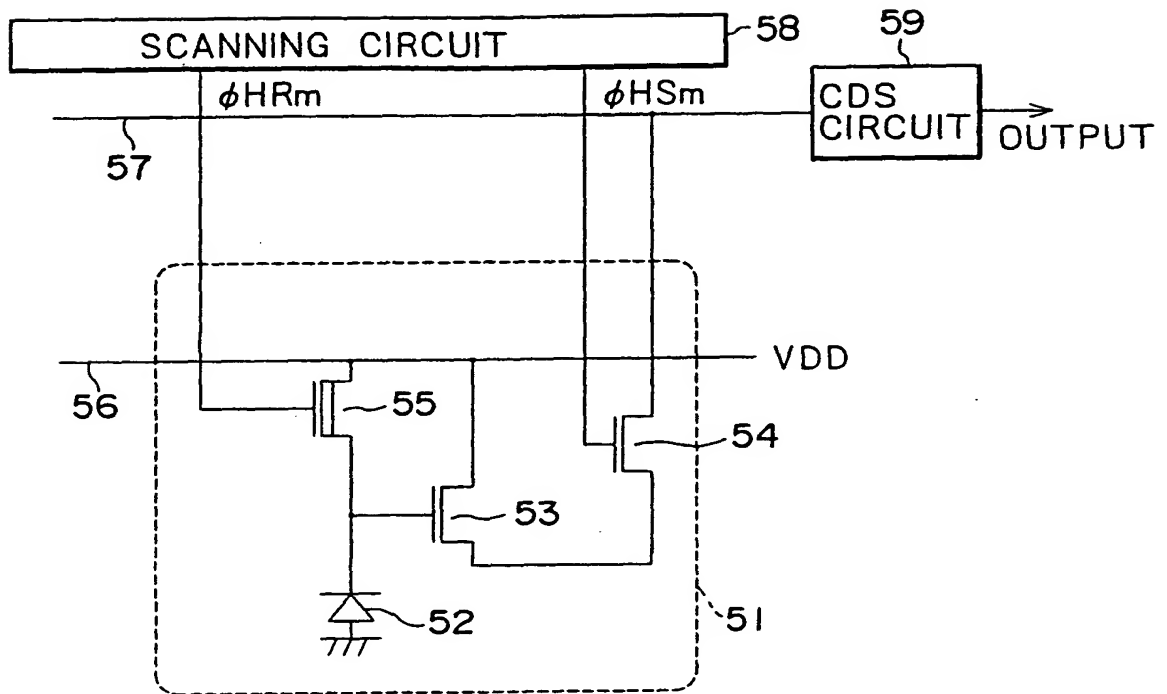 SCANNING CIRCUIT
58
59
φHRm
φHSm
CDS
CIRCUIT
OUTPUT
57
VDD
56
55
54
53
52
51